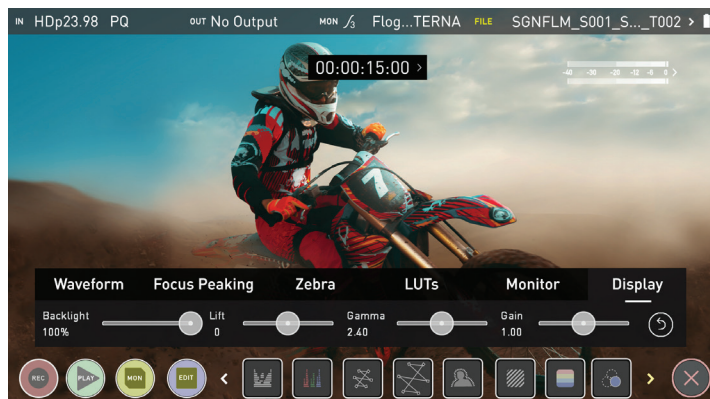 IN HDp23.98 PQ OUT No Output MON Flog...TERNA FILE SGNFLM_S001_S..._T002 >
00:00:15:00 >
-40 -30 -20 -12 -6 0 >
7
Waveform Focus Peaking Zebra LUTs Monitor Display
Backlight Lift Gamma Gain
100% 0 2.40 1.00
REC PLAY MON EDIT